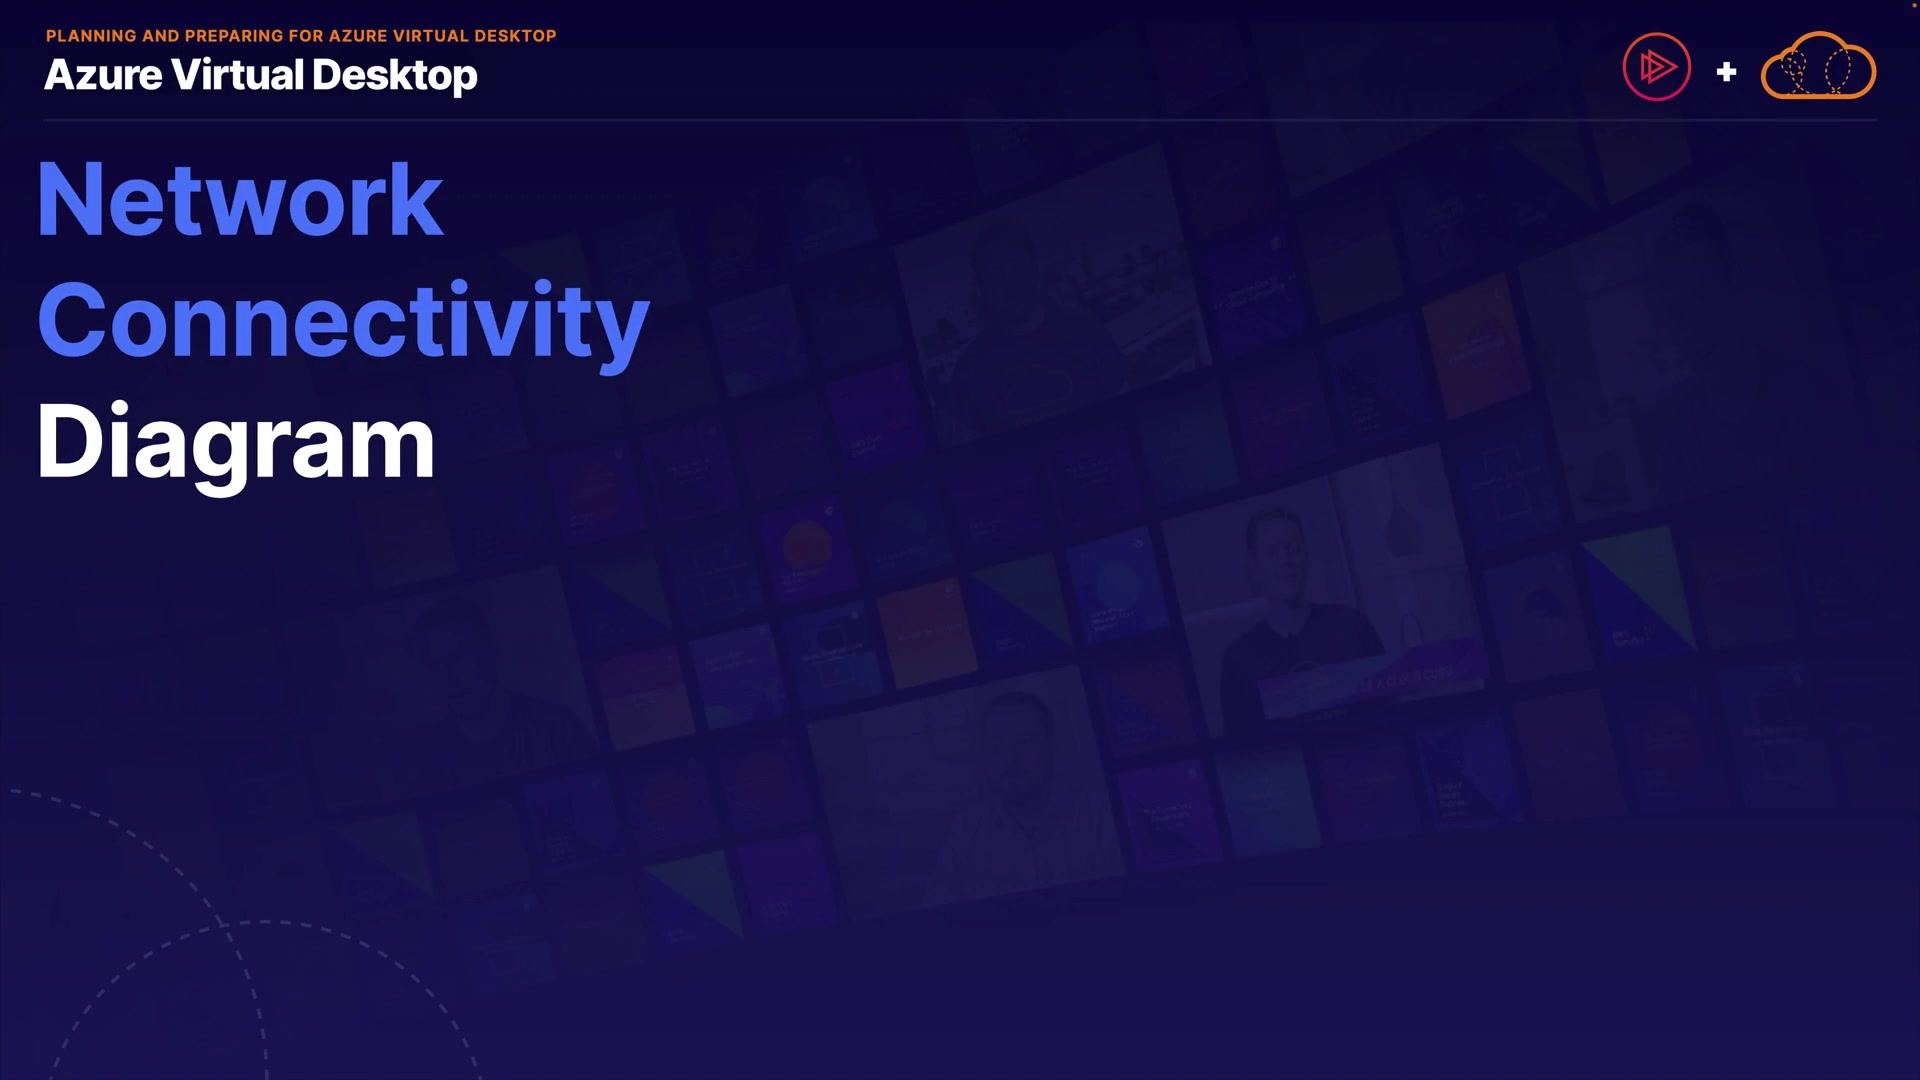 PLANNING AND PREPARING FOR AZURE VIRTUAL DESKTOP
Azure Virtual Desktop
Network
Connectivity
Diagram